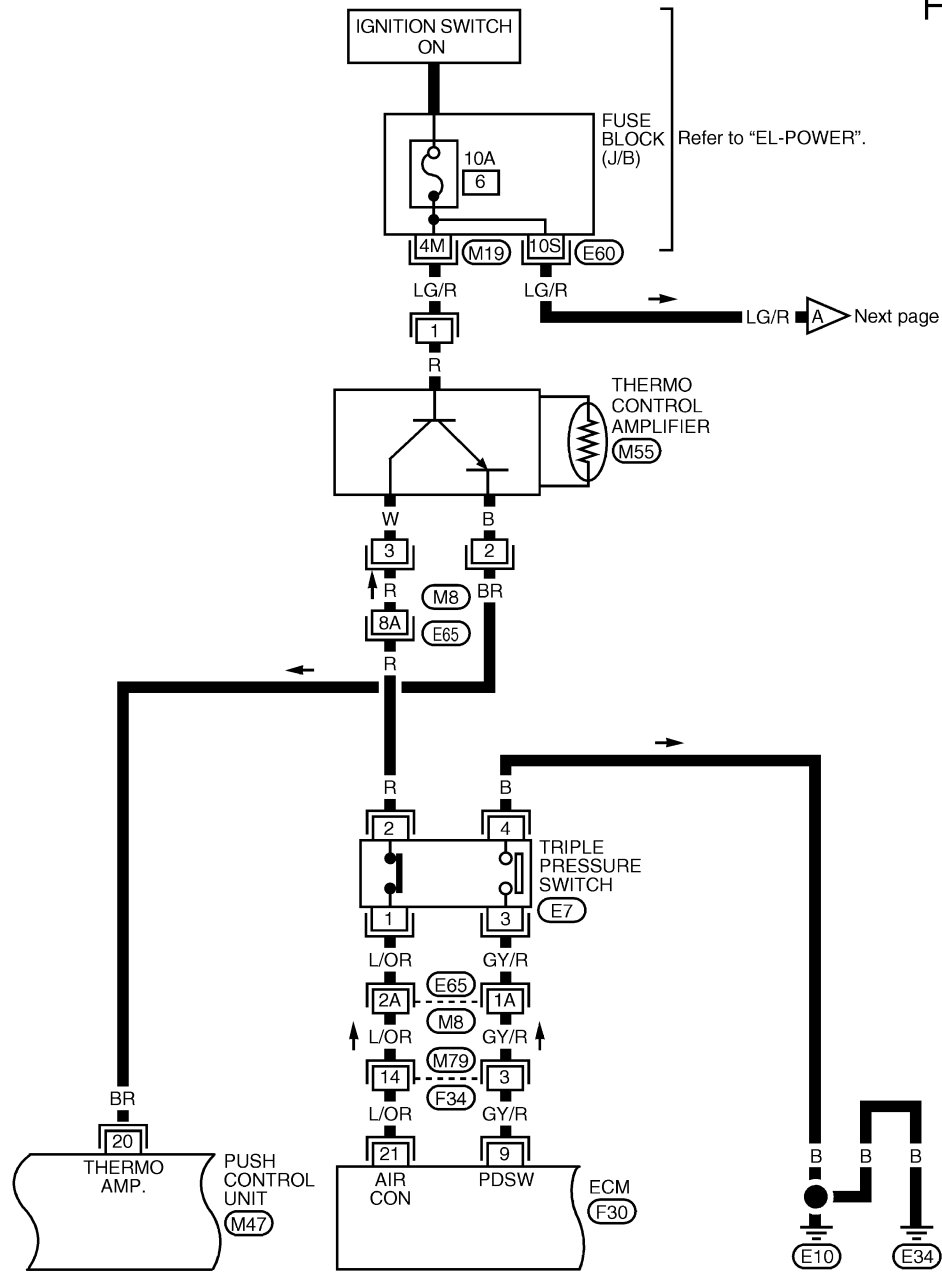 IGNITION SWITCH
ON
FUSE
BLOCK
(J/B)
Refer to “EL-POWER”.
10A
6
4M
M19
10S
E60
LG/R
LG/R
LG/R
A
Next page
1
R
THERMO
CONTROL
AMPLIFIER
M55
W
B
3
2
R
M8
BR
8A
E65
R
R
B
2
4
TRIPLE
PRESSURE
SWITCH
E7
1
3
L/OR
GY/R
E65
2A
1A
M8
L/OR
GY/R
M79
14
3
F34
L/OR
GY/R
BR
20
THERMO
AMP.
PUSH
CONTROL
UNIT
M47
21
9
AIR
CON
PDSW
ECM
F30
B
B
B
E10
E34